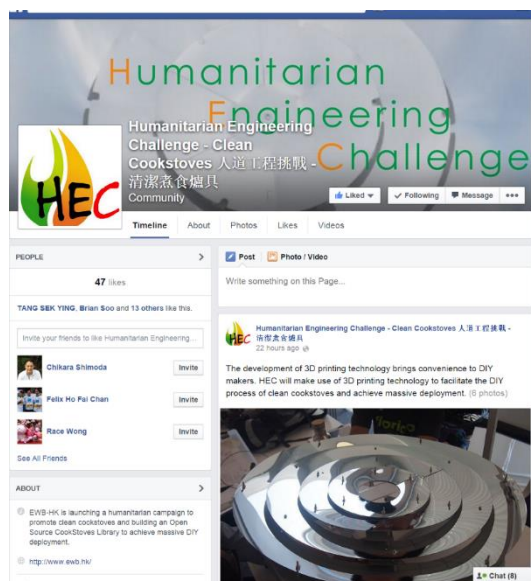 Humanitarian
Engineering
Challenge
Humanitarian Engineering
Challenge - Clean
Cookstoves 人道工程挑戰 -
清潔煮食爐具
Community
HEC
Liked
Following
Message
Timeline
About
Photos
Likes
Videos
PEOPLE
47 likes
TANG SEK YING, Brian Soo and 13 others like this.
Invite your friends to like Humanitarian Engineering...
Chikara Shimoda
Invite
Felix Ho Fai Chan
Invite
Race Wong
Invite
See All Friends
ABOUT
EWB-HK is launching a humanitarian campaign to
promote clean cookstoves and building an Open
Source CookStoves Library to achieve massive DIY
deployment.
http://www.ewb.hk/
Post
Photo / Video
Write something on this Page...
HEC
Humanitarian Engineering Challenge - Clean Cookstoves 人道工程挑戰 -
清潔煮食爐具
22 hours ago
The development of 3D printing technology brings convenience to DIY
makers. HEC will make use of 3D printing technology to facilitate the DIY
process of clean cookstoves and achieve massive deployment. (6 photos)
Chat (8)